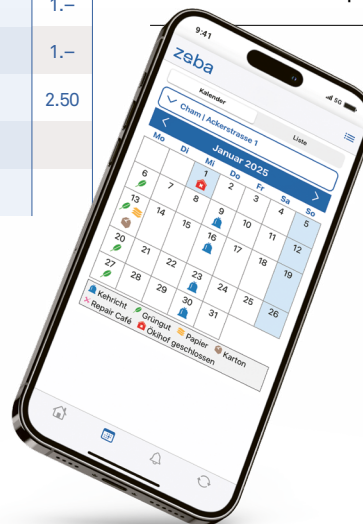 1.–
1.–
2.50
9:41
5G
zeba
Kalender Liste
Cham | Ackerstrasse 1
Januar 2025
Mo Di Mi Do Fr Sa So
1 2 3 4 5
6 7 8 9 10 11 12
13 14 15 16 17 18 19
20 21 22 23 24 25 26
27 28 29 30 31
Kehricht Grüngut Papier Karton
Repair Café Ökihof geschlossen